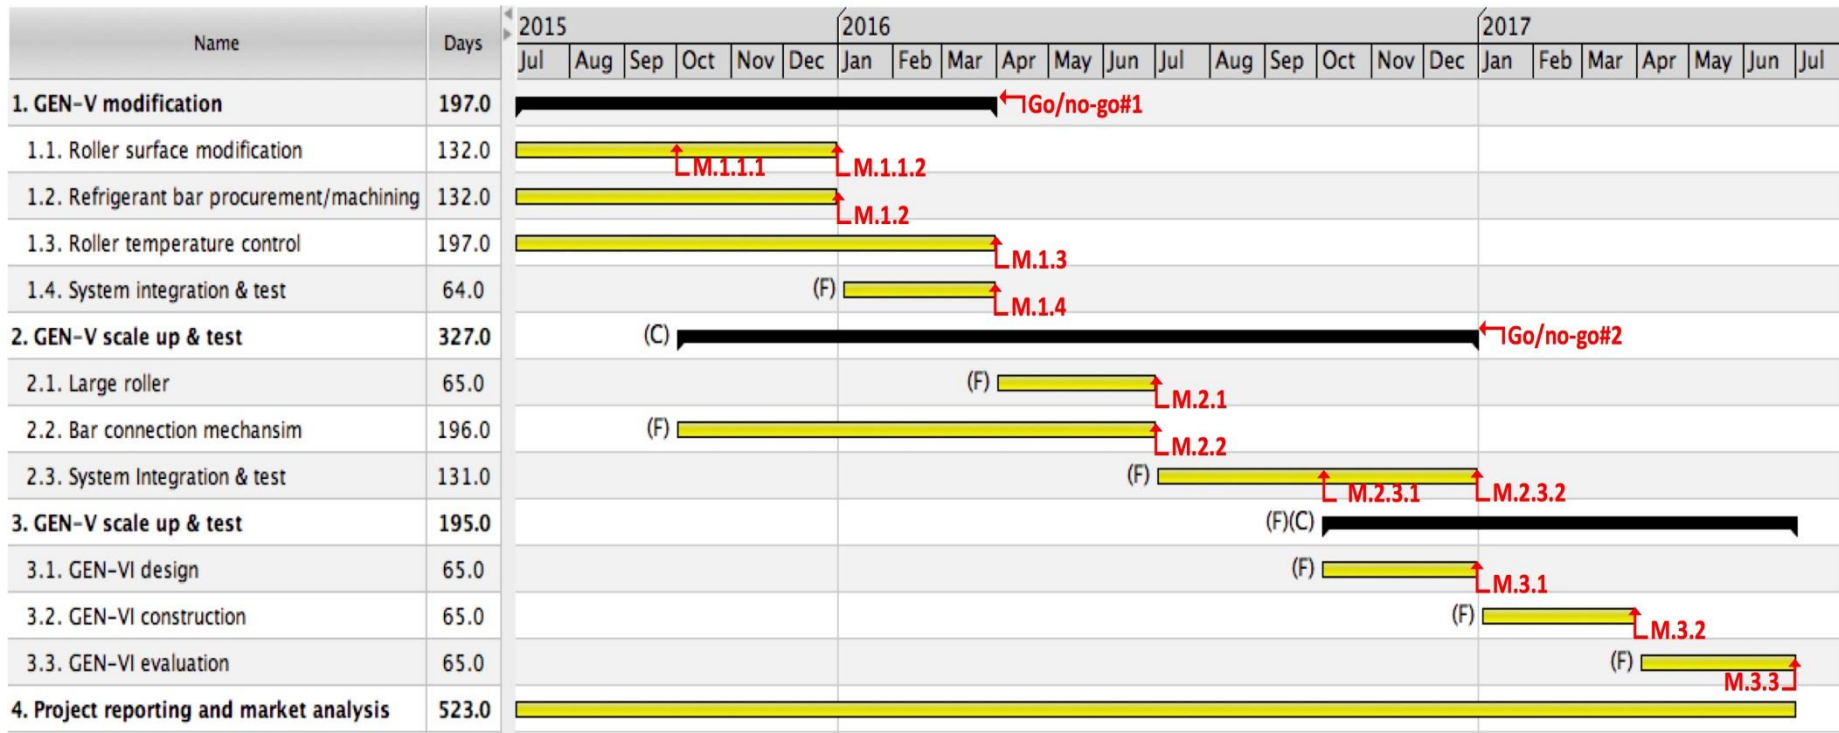 Name Days 2015 2016 2017
Jul Aug Sep Oct Nov Dec Jan Feb Mar Apr May Jun Jul Aug Sep Oct Nov Dec Jan Feb Mar Apr May Jun Jul
1. GEN-V modification 197.0 Go/no-go#1
1.1. Roller surface modification 132.0 M.1.1.1 M.1.1.2
1.2. Refrigerant bar procurement/machining 132.0 M.1.2
1.3. Roller temperature control 197.0 M.1.3
1.4. System integration & test 64.0 (F) M.1.4
2. GEN-V scale up & test 327.0 (C) Go/no-go#2
2.1. Large roller 65.0 (F) M.2.1
2.2. Bar connection mechansim 196.0 (F) M.2.2
2.3. System Integration & test 131.0 (F) M.2.3.1 M.2.3.2
3. GEN-V scale up & test 195.0 (F)(C)
3.1. GEN-VI design 65.0 (F) M.3.1
3.2. GEN-VI construction 65.0 (F) M.3.2
3.3. GEN-VI evaluation 65.0 (F) M.3.3
4. Project reporting and market analysis 523.0